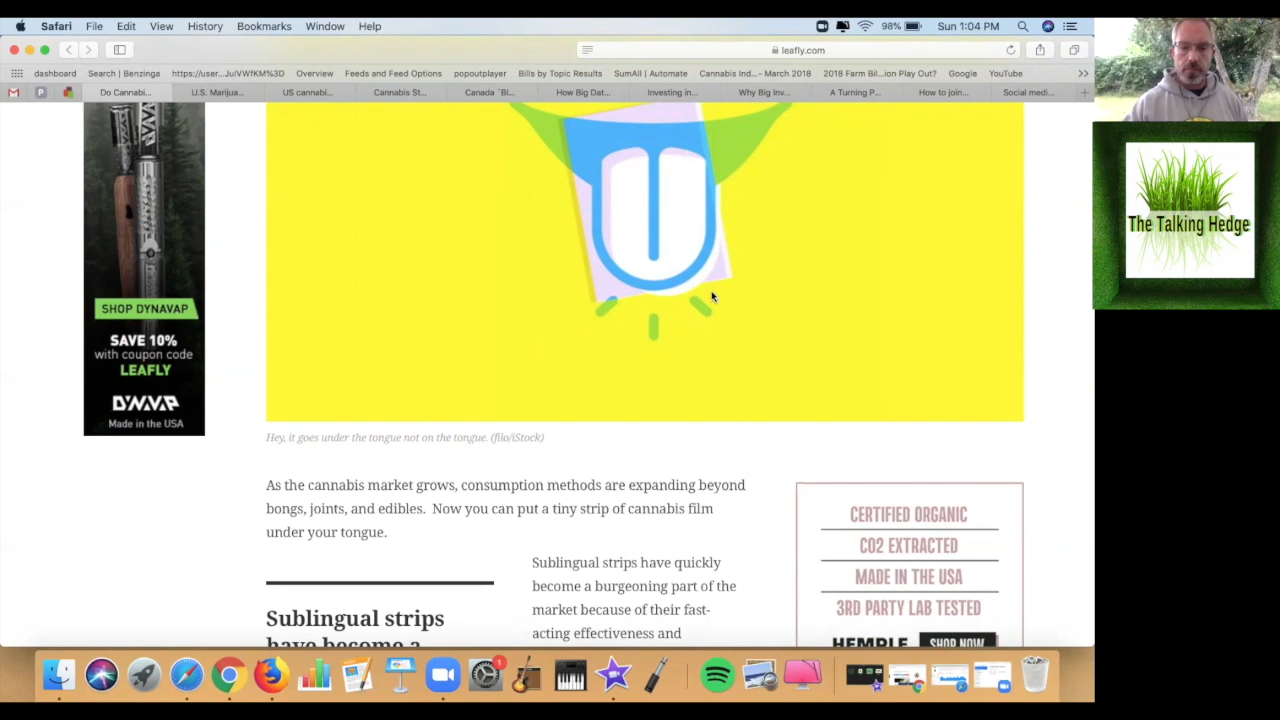 Safari File Edit View History Bookmarks Window Help 98% Sun 1:04 PM
leafly.com
dashboard Search | Benzinga https://user...JulVWfKM%3D Overview Feeds and Feed Options popoutplayer Bills by Topic Results SumAll | Automate Cannabis Ind... - March 2018 2018 Farm Bil...ion Play Out? Google YouTube
Do Cannabi... U.S. Marijua... US cannabi... Cannabis St... Canada `Bl... How Big Dat... Investing in... Why Big Inv... A Turning P... How to join... Social medi...
The Talking Hedge
SHOP DYNAVAP
SAVE 10%
with coupon code
LEAFLY
DYNAVAP
Made in the USA
Hey, it goes under the tongue not on the tongue. (filo/iStock)
As the cannabis market grows, consumption methods are expanding beyond
bongs, joints, and edibles. Now you can put a tiny strip of cannabis film
under your tongue.
Sublingual strips
have become a
Sublingual strips have quickly
become a burgeoning part of the
market because of their fast-
acting effectiveness and
CERTIFIED ORGANIC
CO2 EXTRACTED
MADE IN THE USA
3RD PARTY LAB TESTED
HEMPLE SHOP NOW
1